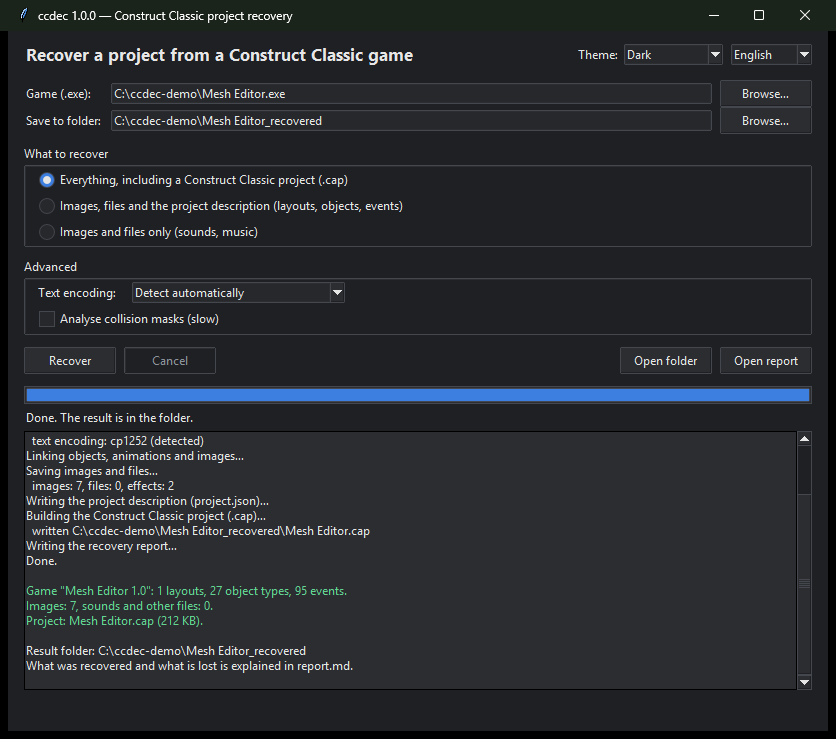 ccdec 1.0.0 — Construct Classic project recovery
Recover a project from a Construct Classic game
Theme: Dark English
Game (.exe): C:\ccdec-demo\Mesh Editor.exe Browse...
Save to folder: C:\ccdec-demo\Mesh Editor_recovered Browse...
What to recover
Everything, including a Construct Classic project (.cap)
Images, files and the project description (layouts, objects, events)
Images and files only (sounds, music)
Advanced
Text encoding: Detect automatically
Analyse collision masks (slow)
Recover Cancel Open folder Open report
Done. The result is in the folder.
text encoding: cp1252 (detected)
Linking objects, animations and images...
Saving images and files...
images: 7, files: 0, effects: 2
Writing the project description (project.json)...
Building the Construct Classic project (.cap)...
written C:\ccdec-demo\Mesh Editor_recovered\Mesh Editor.cap
Writing the recovery report...
Done.
Game "Mesh Editor 1.0": 1 layouts, 27 object types, 95 events.
Images: 7, sounds and other files: 0.
Project: Mesh Editor.cap (212 KB).
Result folder: C:\ccdec-demo\Mesh Editor_recovered
What was recovered and what is lost is explained in report.md.